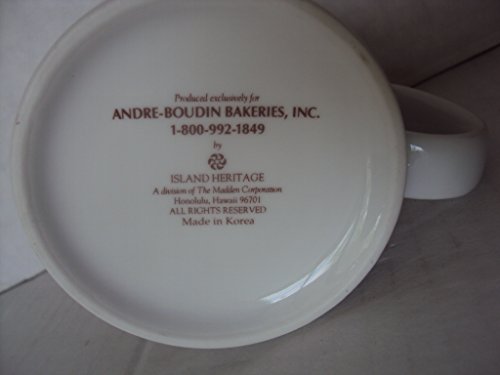 Produced exclusively for
ANDRE-BOUDIN BAKERIES, INC.
1-800-992-1849
by
ISLAND HERITAGE
A division of The Madden Corporation
Honolulu, Hawaii 96701
ALL RIGHTS RESERVED
Made in Korea